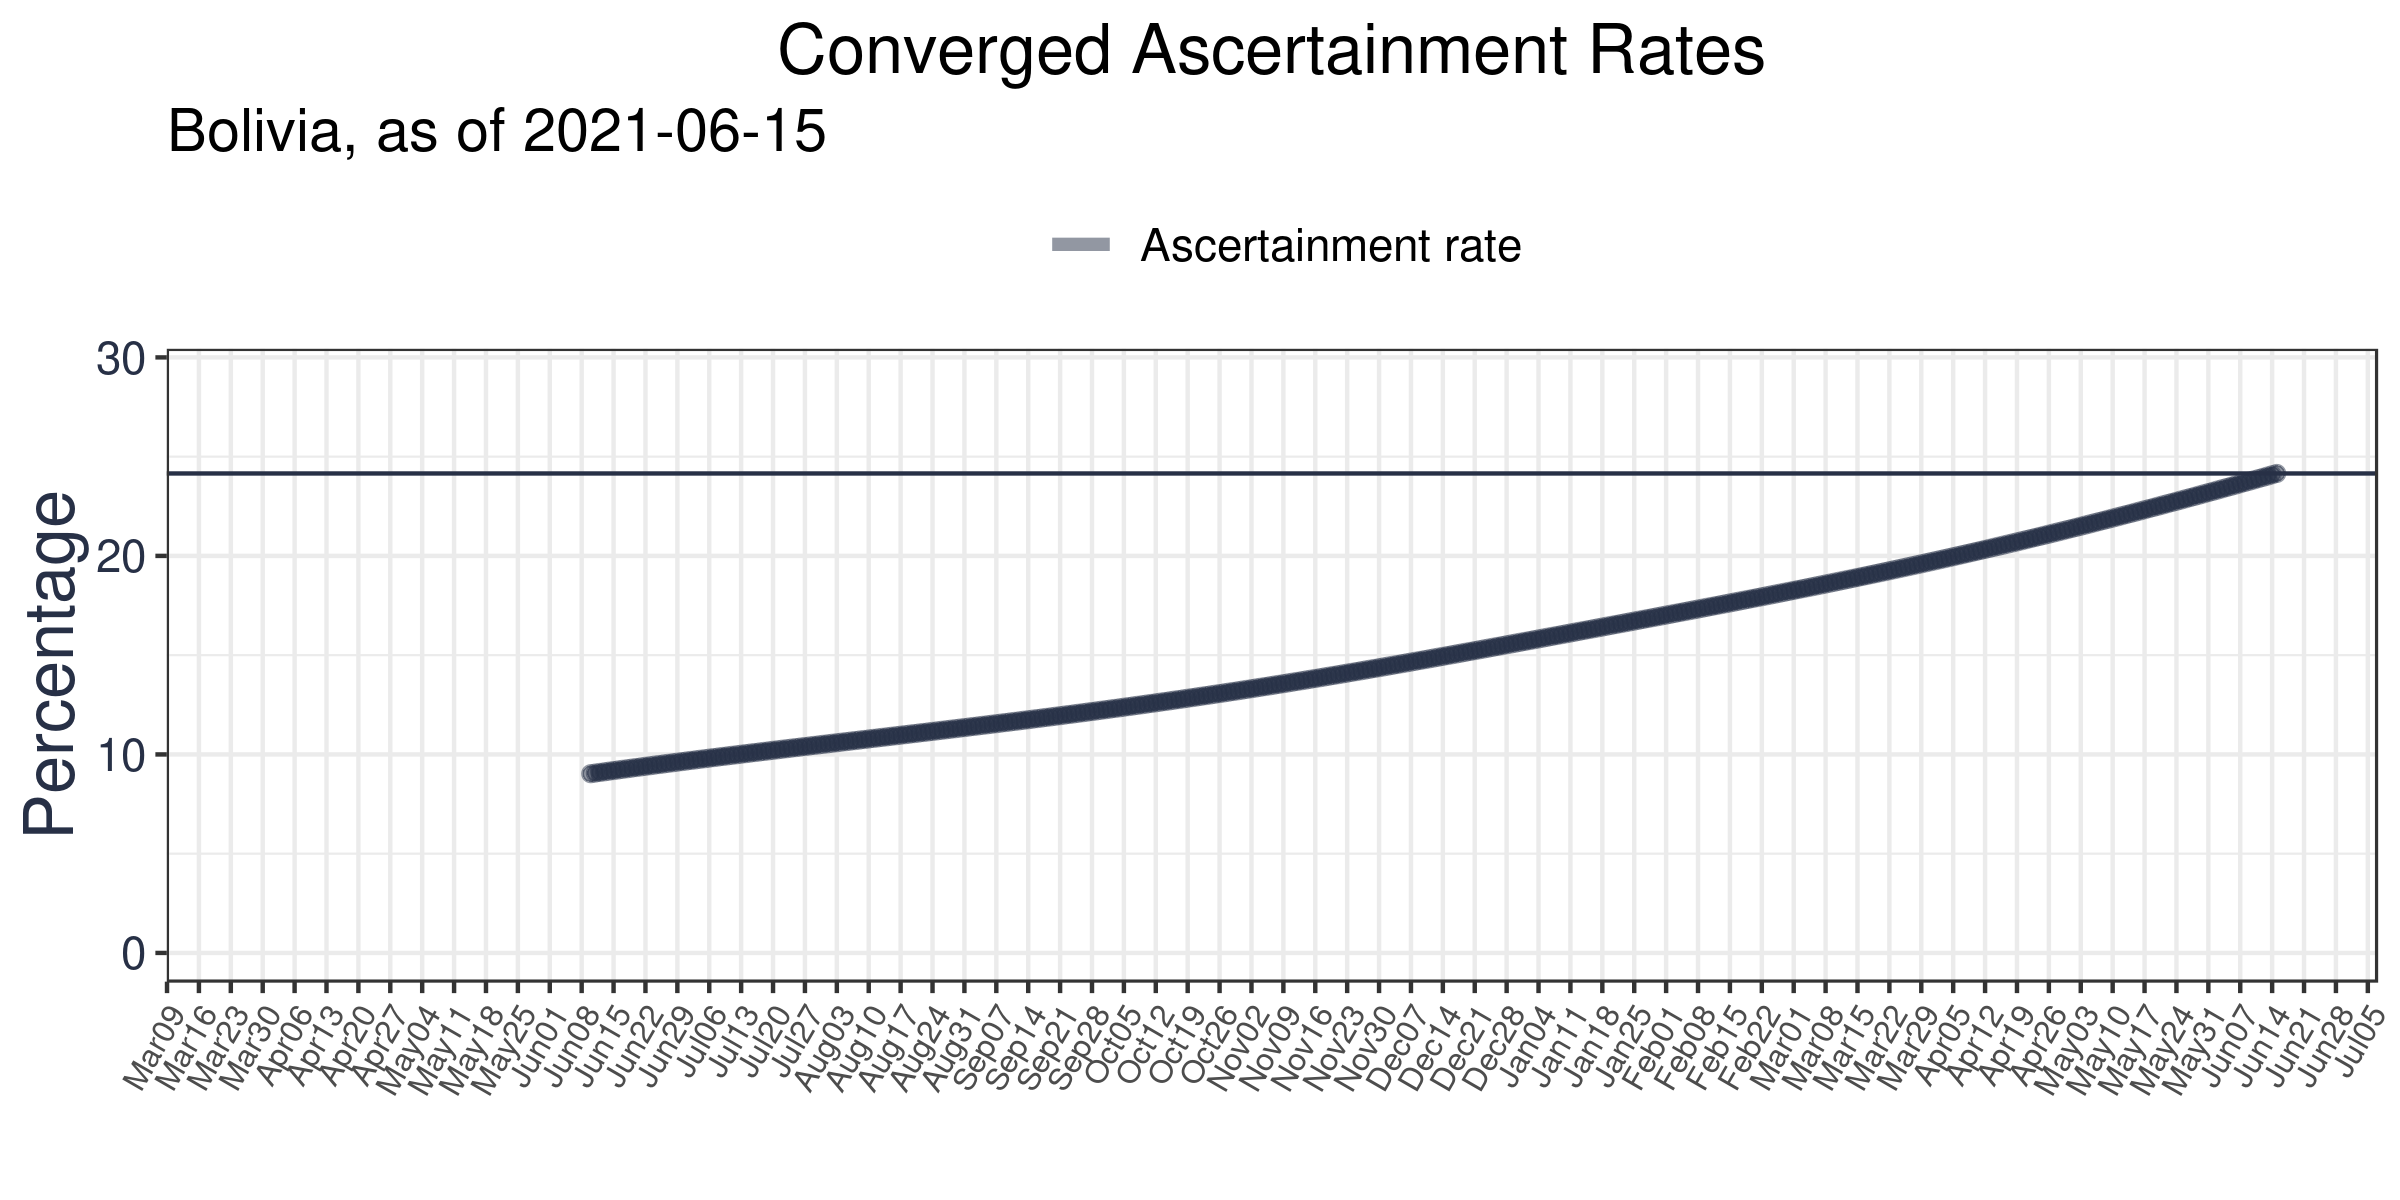 Converged Ascertainment Rates
Bolivia, as of 2021-06-15
Ascertainment rate
Percentage
30
20
10
0
Mar09
Mar16
Mar23
Mar30
Apr06
Apr13
Apr20
Apr27
May04
May11
May18
May25
Jun01
Jun08
Jun15
Jun22
Jun29
Jul06
Jul13
Jul20
Jul27
Aug03
Aug10
Aug17
Aug24
Aug31
Sep07
Sep14
Sep21
Sep28
Oct05
Oct12
Oct19
Oct26
Nov02
Nov09
Nov16
Nov23
Nov30
Dec07
Dec14
Dec21
Dec28
Jan04
Jan11
Jan18
Jan25
Feb01
Feb08
Feb15
Feb22
Mar01
Mar08
Mar15
Mar22
Mar29
Apr05
Apr12
Apr19
Apr26
May03
May10
May17
May24
May31
Jun07
Jun14
Jun21
Jun28
Jul05